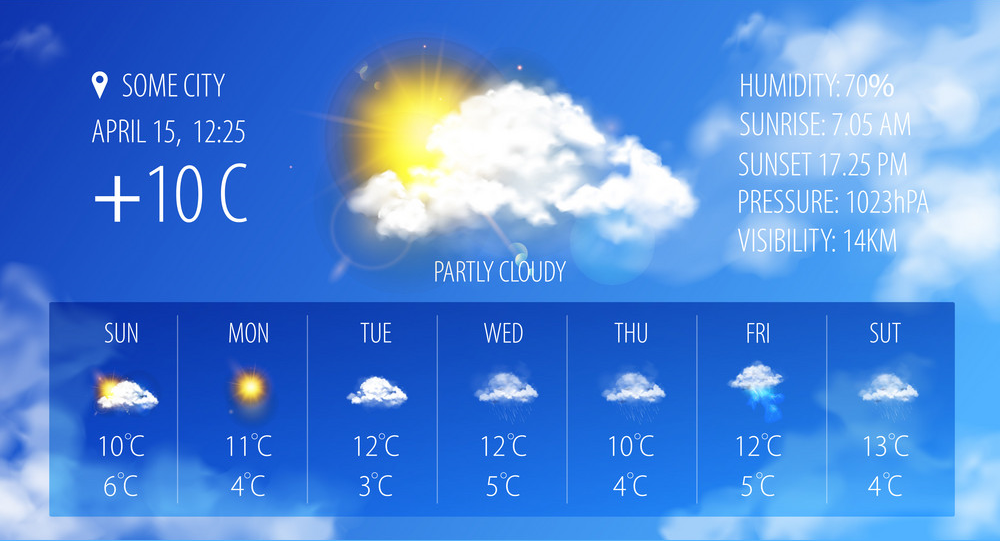 SOME CITY
APRIL 15, 12:25
+10 C
HUMIDITY: 70%
SUNRISE: 7.05 AM
SUNSET 17.25 PM
PRESSURE: 1023hPA
VISIBILITY: 14KM
PARTLY CLOUDY
SUN MON TUE WED THU FRI SUT
10°C 11°C 12°C 12°C 10°C 12°C 13°C
6°C 4°C 3°C 5°C 4°C 5°C 4°C